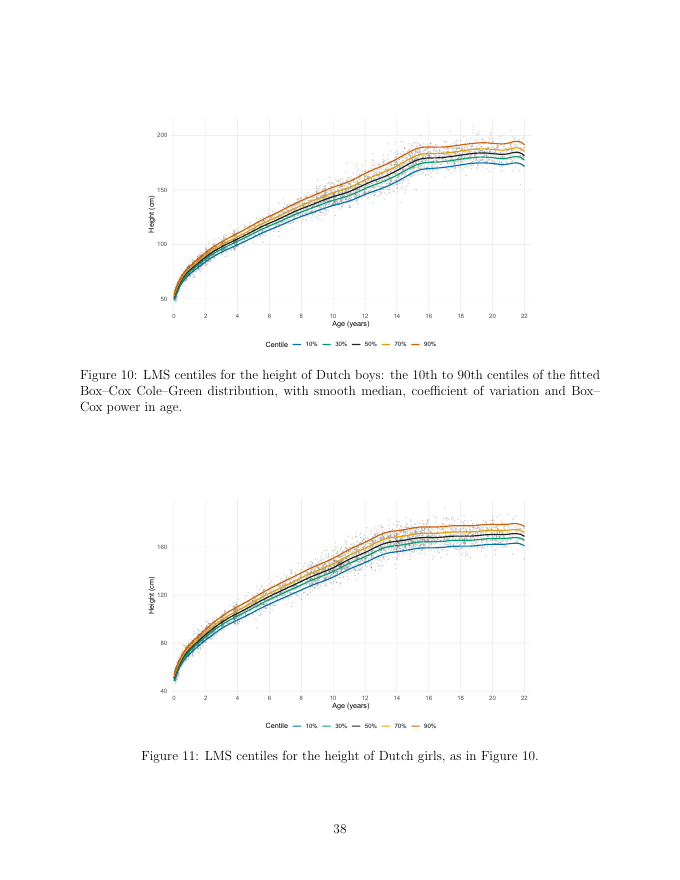 200
150
100
50
Height (cm)
0 2 4 6 8 10 12 14 16 18 20 22
Age (years)
Centile 10% 30% 50% 70% 90%
Figure 10: LMS centiles for the height of Dutch boys: the 10th to 90th centiles of the fitted
Box–Cox Cole–Green distribution, with smooth median, coefficient of variation and Box–
Cox power in age.
160
120
80
40
Height (cm)
0 2 4 6 8 10 12 14 16 18 20 22
Age (years)
Centile 10% 30% 50% 70% 90%
Figure 11: LMS centiles for the height of Dutch girls, as in Figure 10.
38